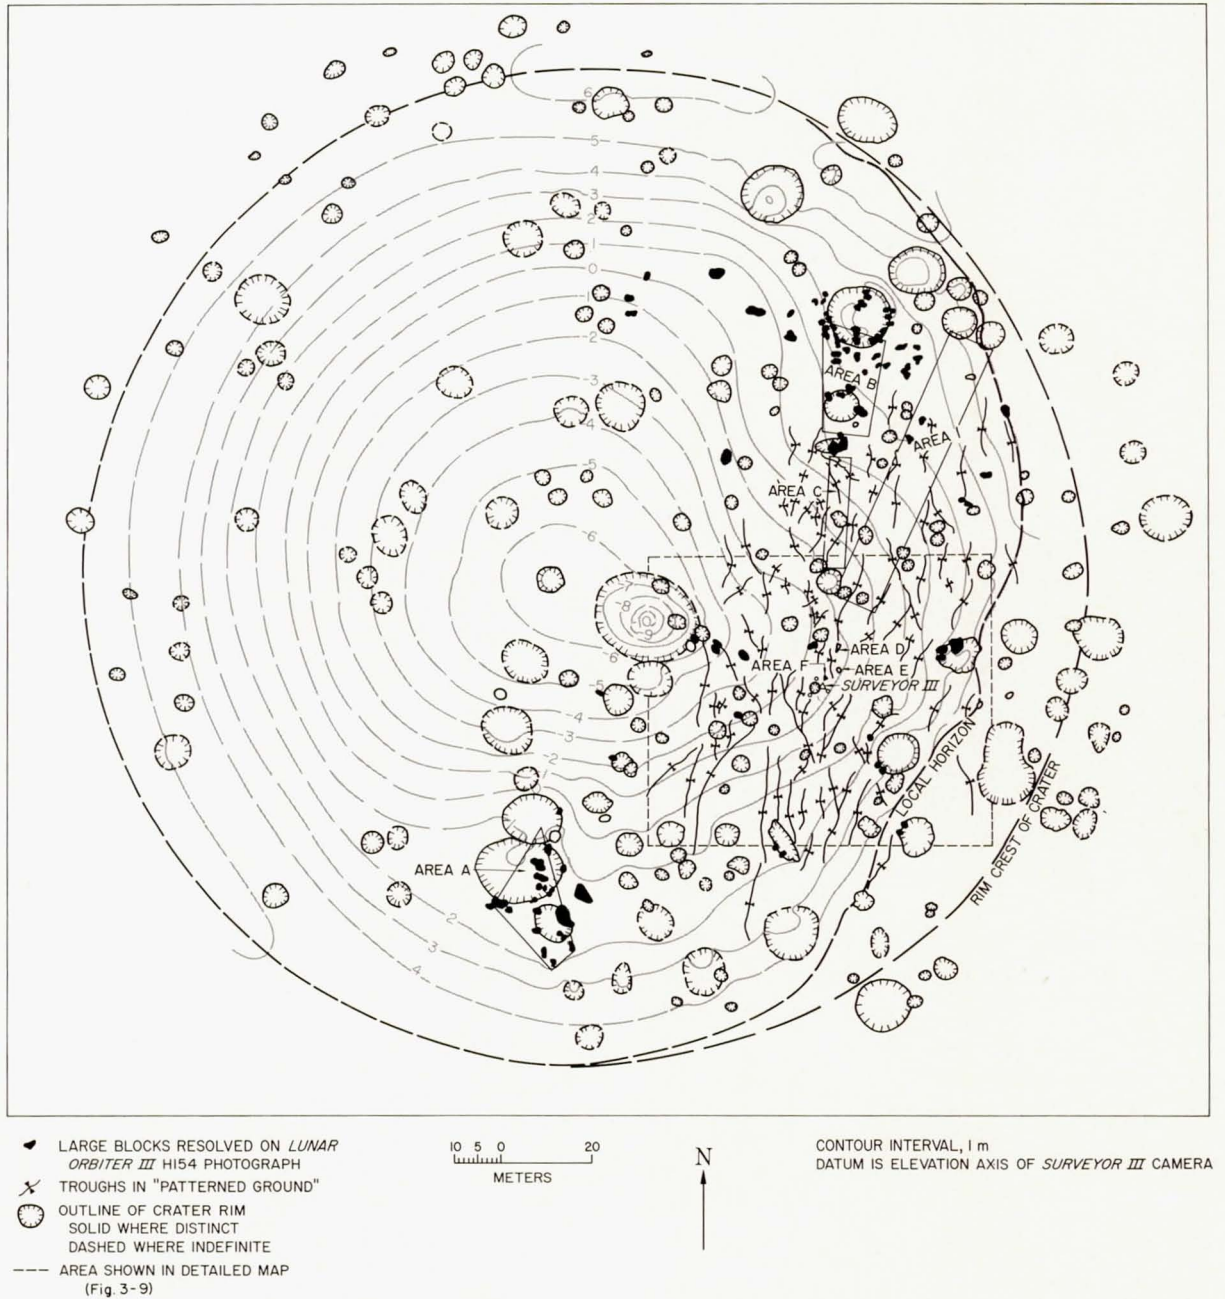 6
5
4
3
2
1
0
1
-2
-3
-4
-5
-6
-7
-8
-9
6
-5
-4
3
-2
2
3
4
AREA B
AREA
AREA C
AREA D
AREA E
AREA F
SURVEYOR III
LOCAL HORIZON
RIM CREST OF CRATER
AREA A
LARGE BLOCKS RESOLVED ON LUNAR
ORBITER III H154 PHOTOGRAPH
TROUGHS IN "PATTERNED GROUND"
OUTLINE OF CRATER RIM
SOLID WHERE DISTINCT
DASHED WHERE INDEFINITE
AREA SHOWN IN DETAILED MAP
(Fig. 3-9)
10 5 0 20
METERS
N
CONTOUR INTERVAL, 1 m
DATUM IS ELEVATION AXIS OF SURVEYOR III CAMERA